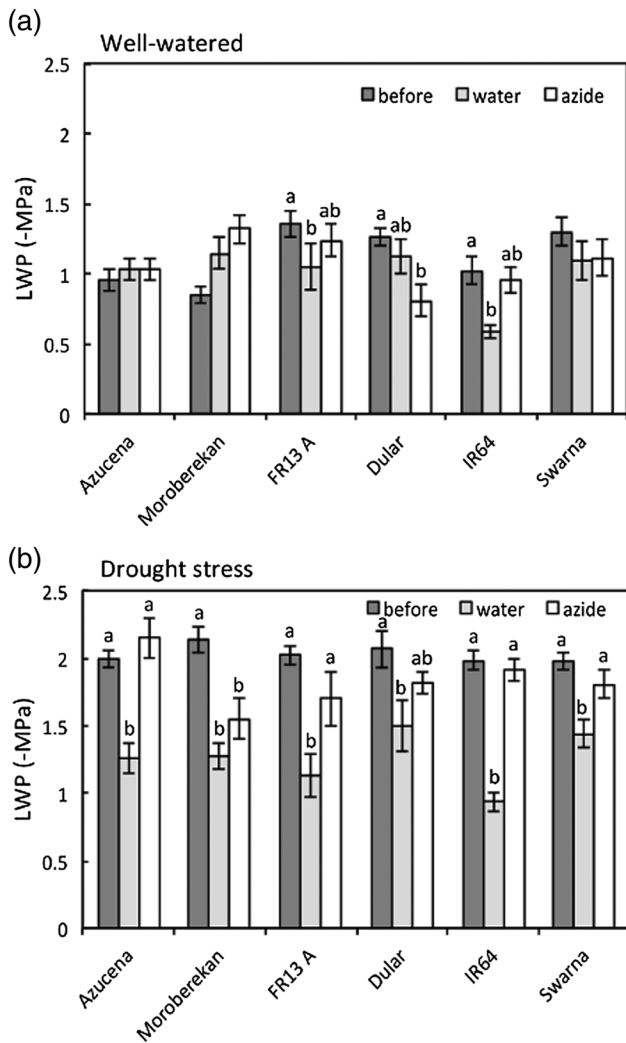 (a)
Well-watered
2.5
before water azide
2
1.5
a b ab a ab b a b ab
1
0.5
0
LWP (-MPa)
Azucena Moroberekan FR13 A Dular IR64 Swarna
(b)
Drought stress
2.5
before water azide
a b a a b b a b a a b ab a b a a b a
2
1.5
1
0.5
0
LWP (-MPa)
Azucena Moroberekan FR13 A Dular IR64 Swarna